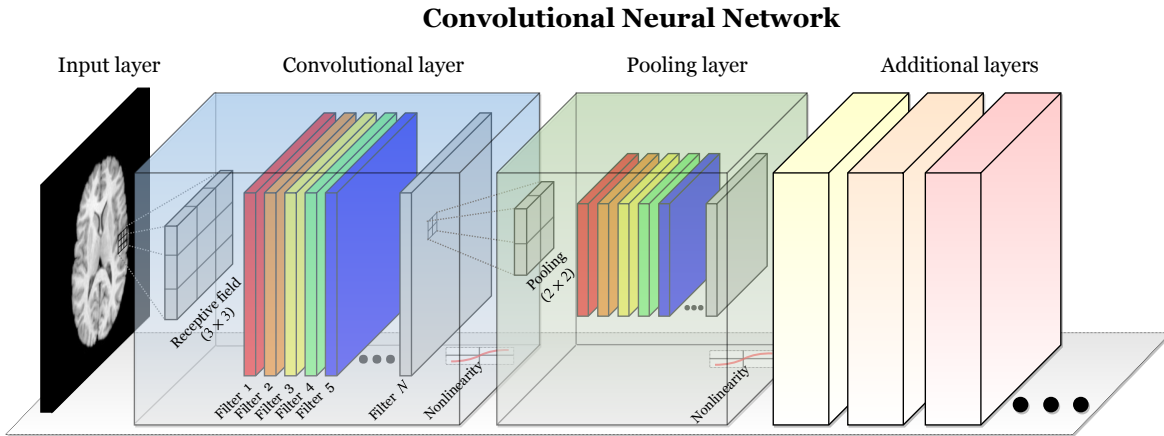 Convolutional Neural Network
Input layer
Convolutional layer
Pooling layer
Additional layers
Receptive field
(3 × 3)
Filter 1
Filter 2
Filter 3
Filter 4
Filter 5
Filter N
Nonlinearity
Pooling
(2 × 2)
Nonlinearity